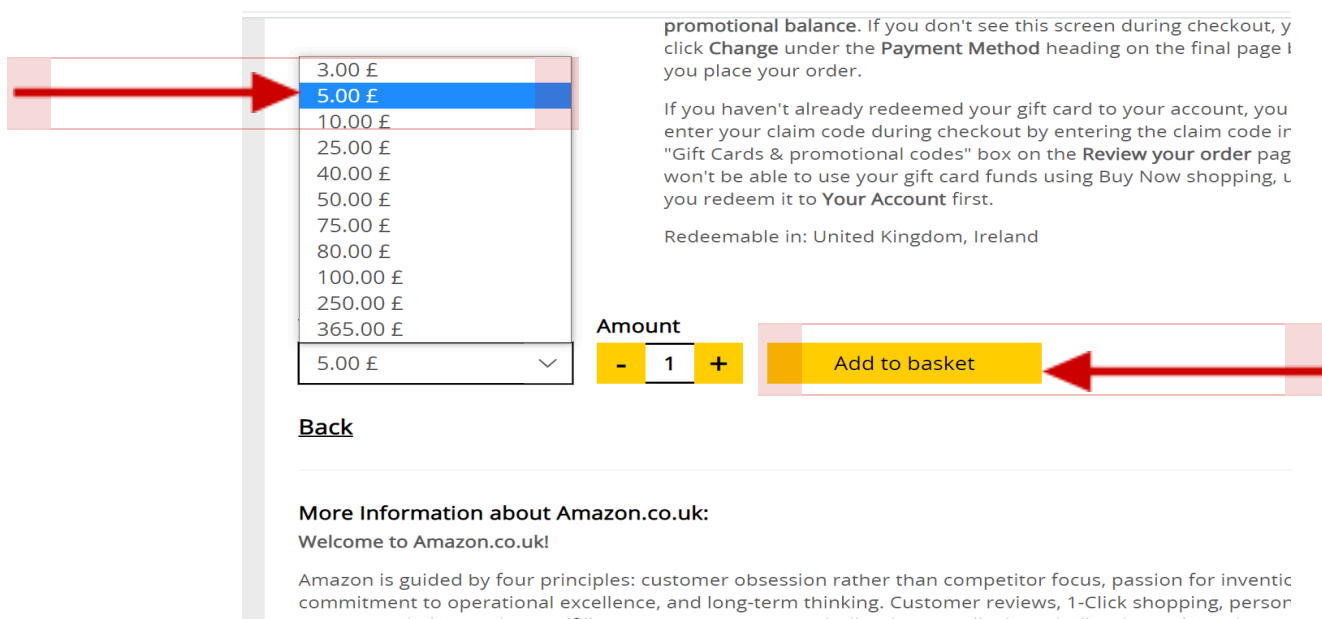 promotional balance. If you don't see this screen during checkout, y
click Change under the Payment Method heading on the final page
you place your order.
If you haven't already redeemed your gift card to your account, you
enter your claim code during checkout by entering the claim code in
"Gift Cards & promotional codes" box on the Review your order pag
won't be able to use your gift card funds using Buy Now shopping, u
you redeem it to Your Account first.
Redeemable in: United Kingdom, Ireland
3.00 £
5.00 £
10.00 £
25.00 £
40.00 £
50.00 £
75.00 £
80.00 £
100.00 £
250.00 £
365.00 £
Amount
5.00 £
- 1 +
Add to basket
Back
More Information about Amazon.co.uk:
Welcome to Amazon.co.uk!
Amazon is guided by four principles: customer obsession rather than competitor focus, passion for inventio
commitment to operational excellence, and long-term thinking. Customer reviews, 1-Click shopping, person